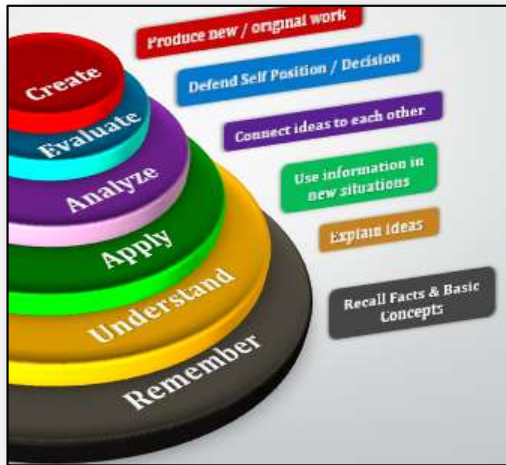 Create
Produce new / original work
Evaluate
Defend Self Position / Decision
Analyze
Connect ideas to each other
Apply
Use information in
new situations
Understand
Explain ideas
Remember
Recall Facts & Basic
Concepts